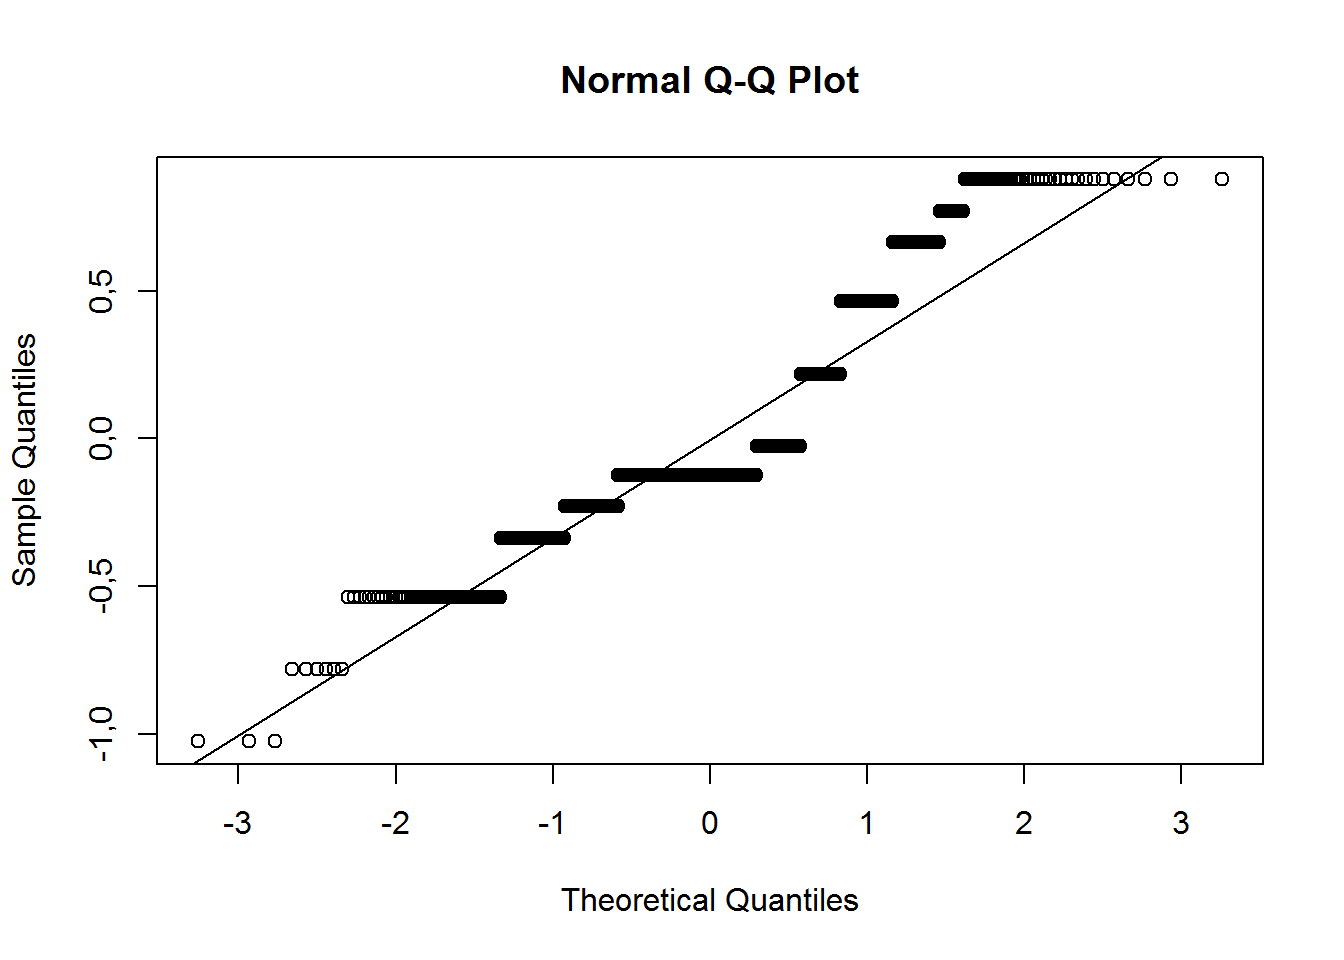 Normal Q-Q Plot
Sample Quantiles
0,5
0,0
-0,5
-1,0
-3 -2 -1 0 1 2 3
Theoretical Quantiles